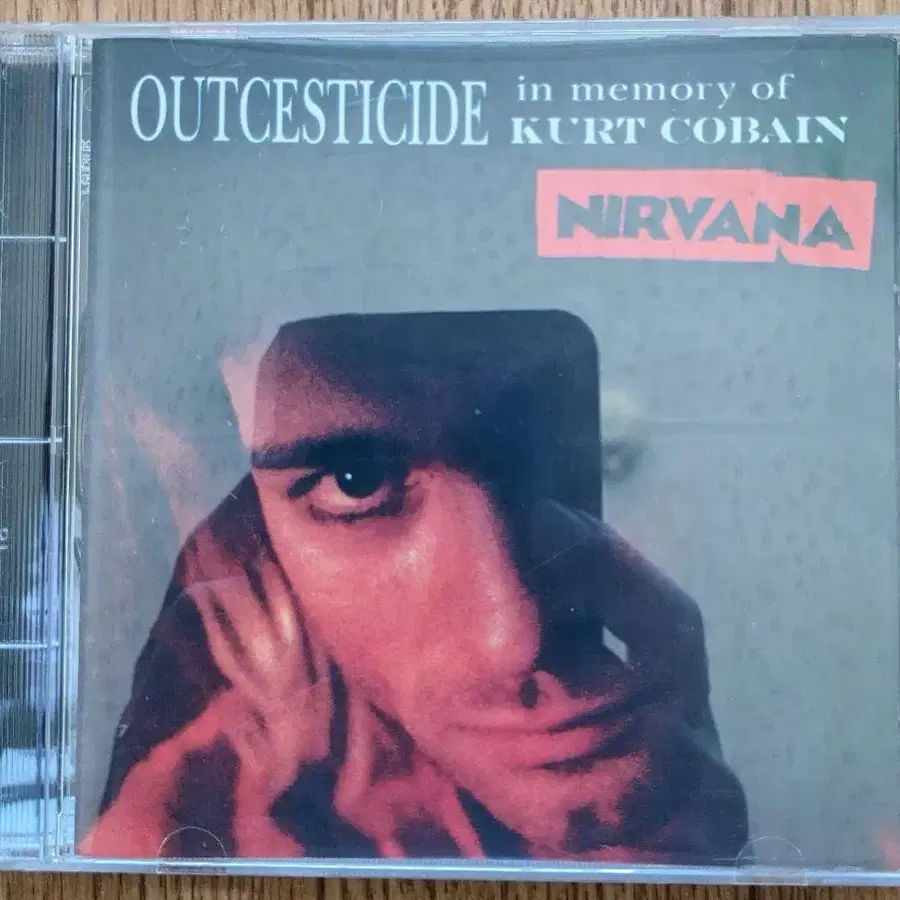 OUTCESTICIDE
in memory of
KURT COBAIN
NIRVANA